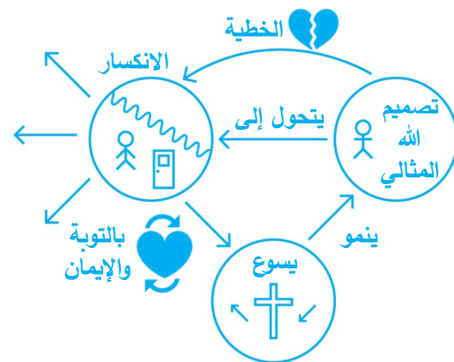 الخطية
الانكسار
تصميم
الله
المثالي
يتحول إلى
ينمو
بالتوبة
والإيمان
يسوع